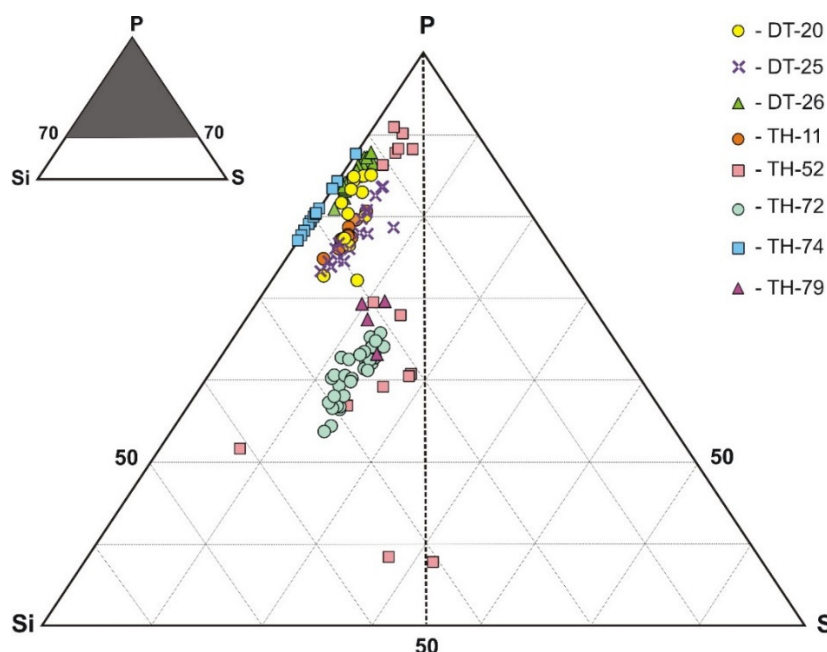 P
P
70 70
Si S
- DT-20
- DT-25
- DT-26
- TH-11
- TH-52
- TH-72
- TH-74
- TH-79
50 50
Si S
50